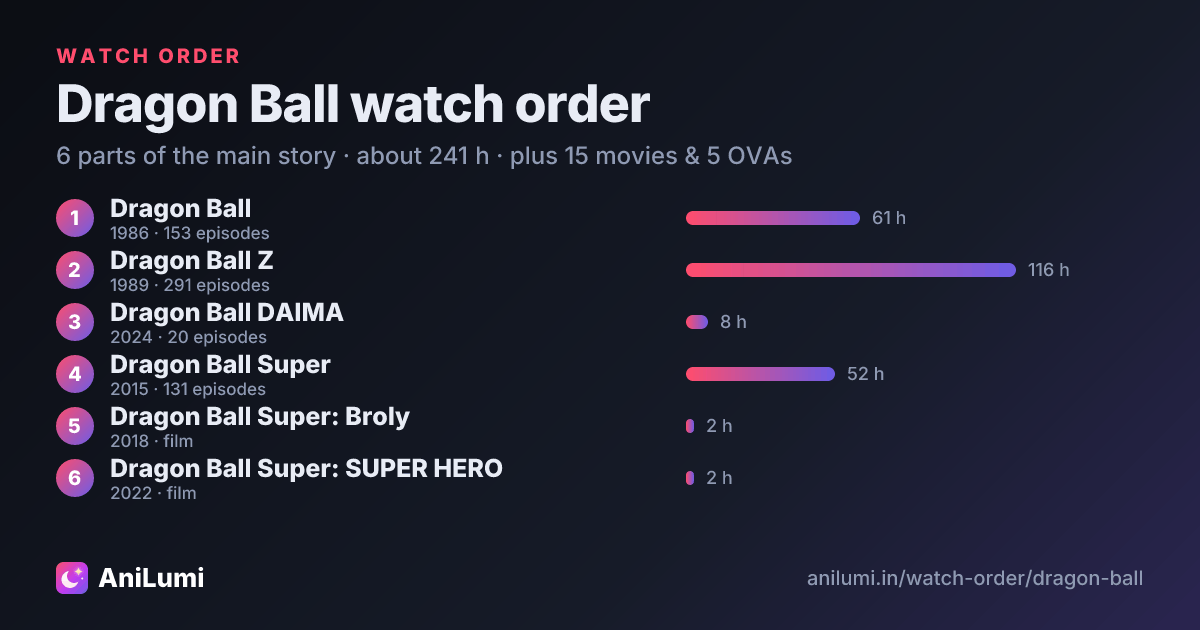 WATCH ORDER
Dragon Ball watch order
6 parts of the main story · about 241 h · plus 15 movies & 5 OVAs
1 Dragon Ball 61 h
1986 · 153 episodes
2 Dragon Ball Z 116 h
1989 · 291 episodes
3 Dragon Ball DAIMA 8 h
2024 · 20 episodes
4 Dragon Ball Super 52 h
2015 · 131 episodes
5 Dragon Ball Super: Broly 2 h
2018 · film
6 Dragon Ball Super: SUPER HERO 2 h
2022 · film
AniLumi anilumi.in/watch-order/dragon-ball